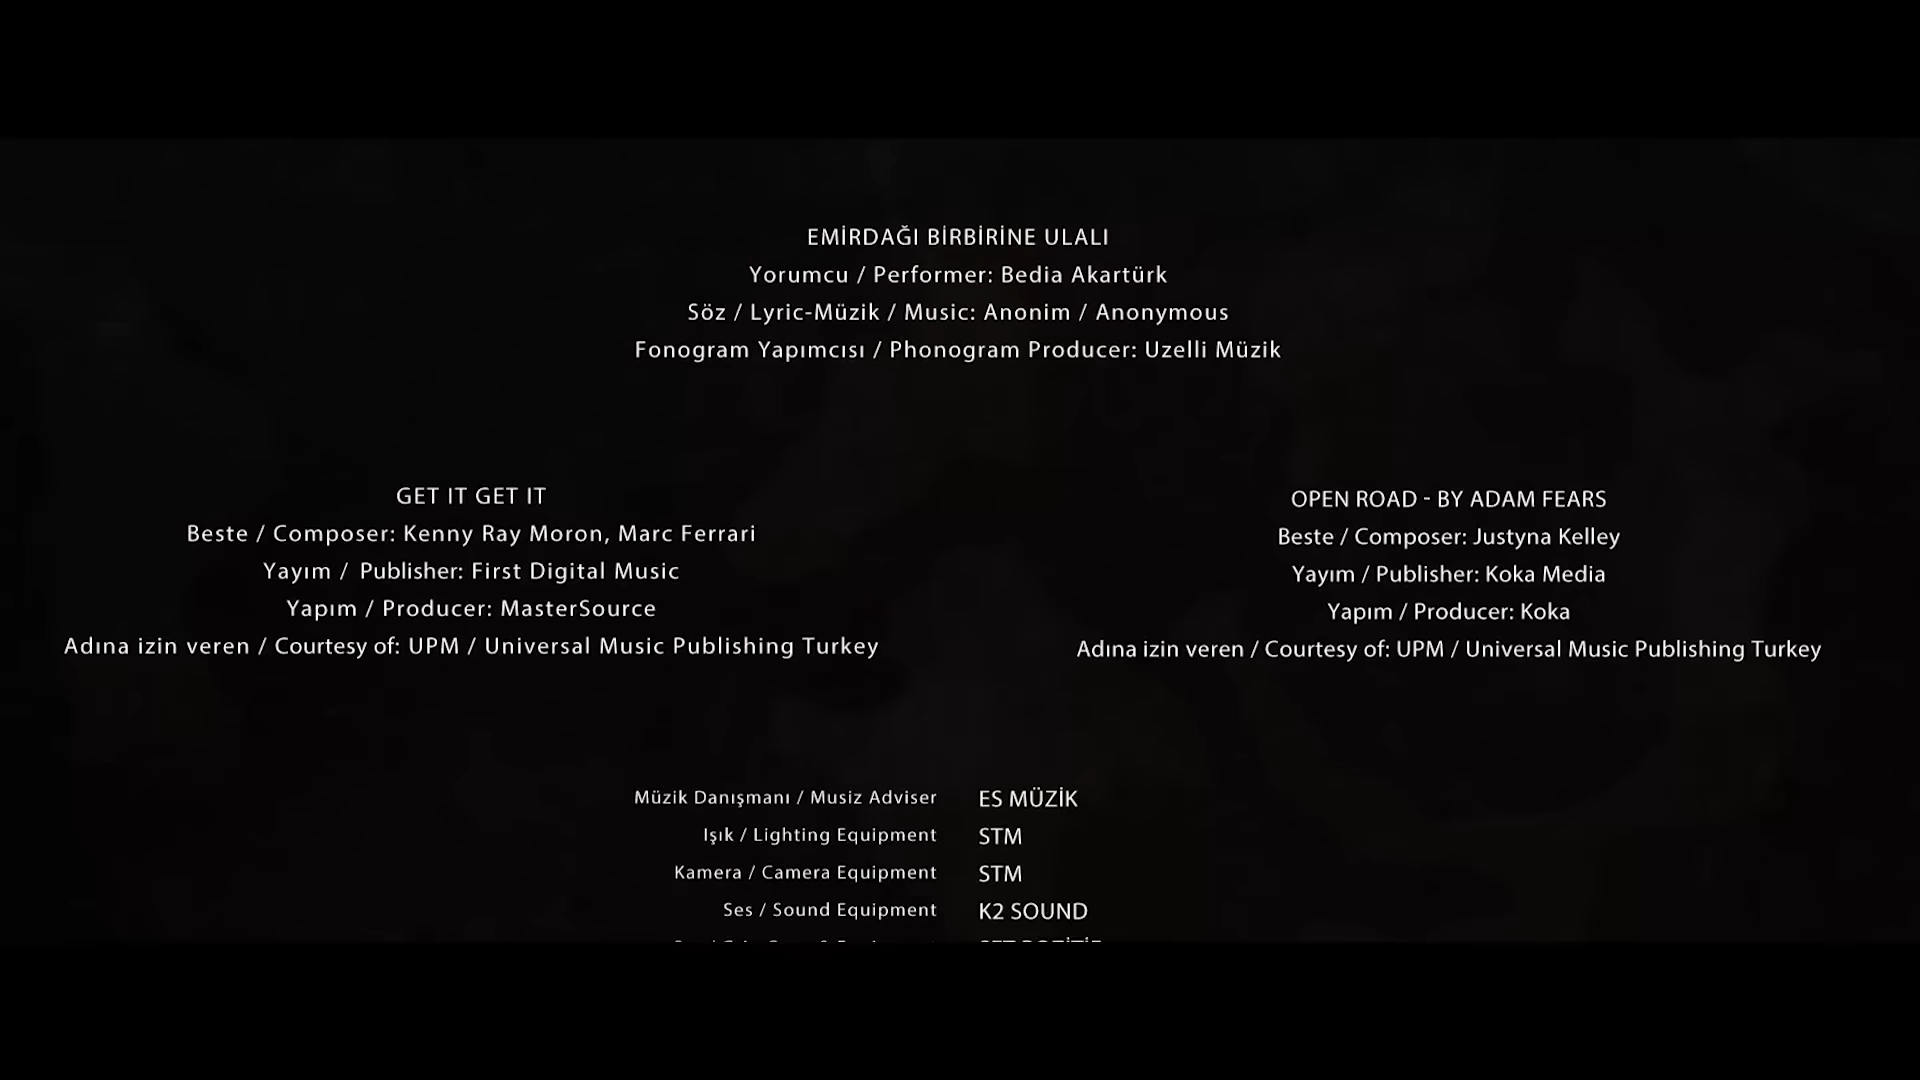 EMİRDAĞI BİRBİRİNE ULALI
Yorumcu / Performer: Bedia Akartürk
Söz / Lyric-Müzik / Music: Anonim / Anonymous
Fonogram Yapımcısı / Phonogram Producer: Uzelli Müzik
GET IT GET IT
Beste / Composer: Kenny Ray Moron, Marc Ferrari
Yayım / Publisher: First Digital Music
Yapım / Producer: MasterSource
Adına izin veren / Courtesy of: UPM / Universal Music Publishing Turkey
OPEN ROAD - BY ADAM FEARS
Beste / Composer: Justyna Kelley
Yayım / Publisher: Koka Media
Yapım / Producer: Koka
Adına izin veren / Courtesy of: UPM / Universal Music Publishing Turkey
Müzik Danışmanı / Musiz Adviser ES MÜZİK
Işık / Lighting Equipment STM
Kamera / Camera Equipment STM
Ses / Sound Equipment K2 SOUND